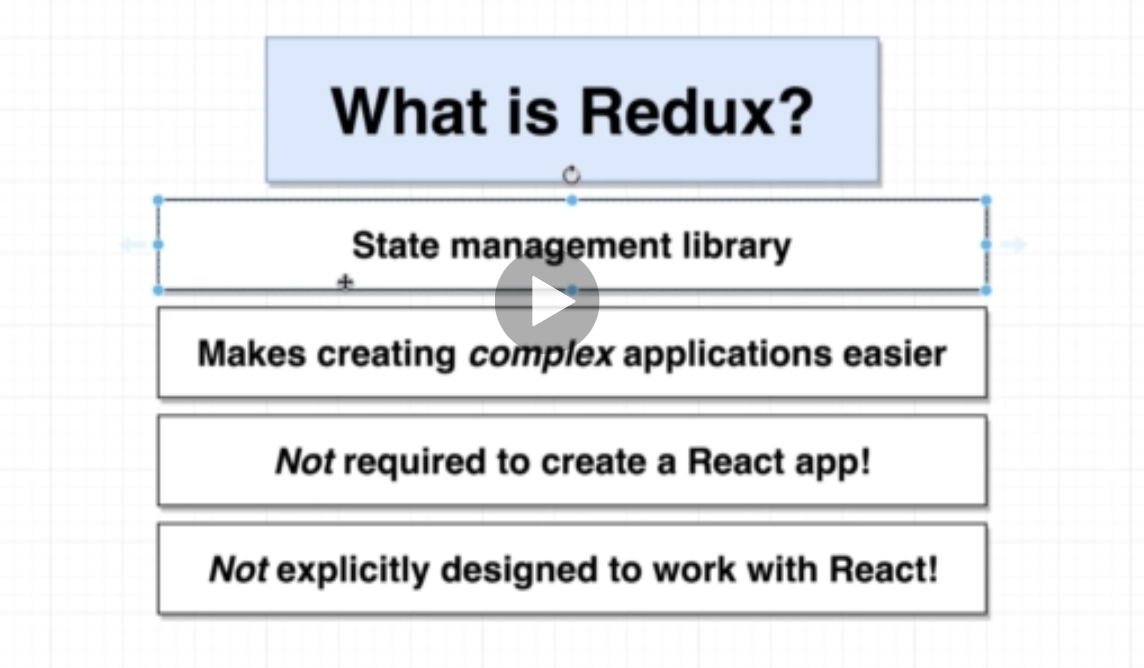 What is Redux?
State management library
Makes creating complex applications easier
Not required to create a React app!
Not explicitly designed to work with React!